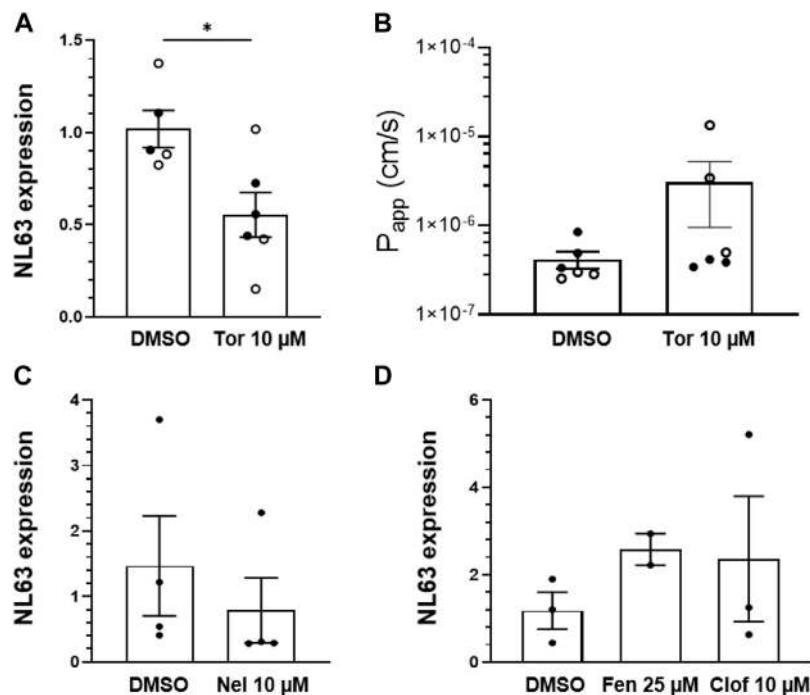 A
NL63 expression
1.5
1.0
0.5
0.0
*
DMSO Tor 10 µM
B
Papp (cm/s)
1×10-4
1×10-5
1×10-6
1×10-7
DMSO Tor 10 µM
C
NL63 expression
4
3
2
1
0
DMSO Nel 10 µM
D
NL63 expression
6
4
2
0
DMSO Fen 25 µM Clof 10 µM